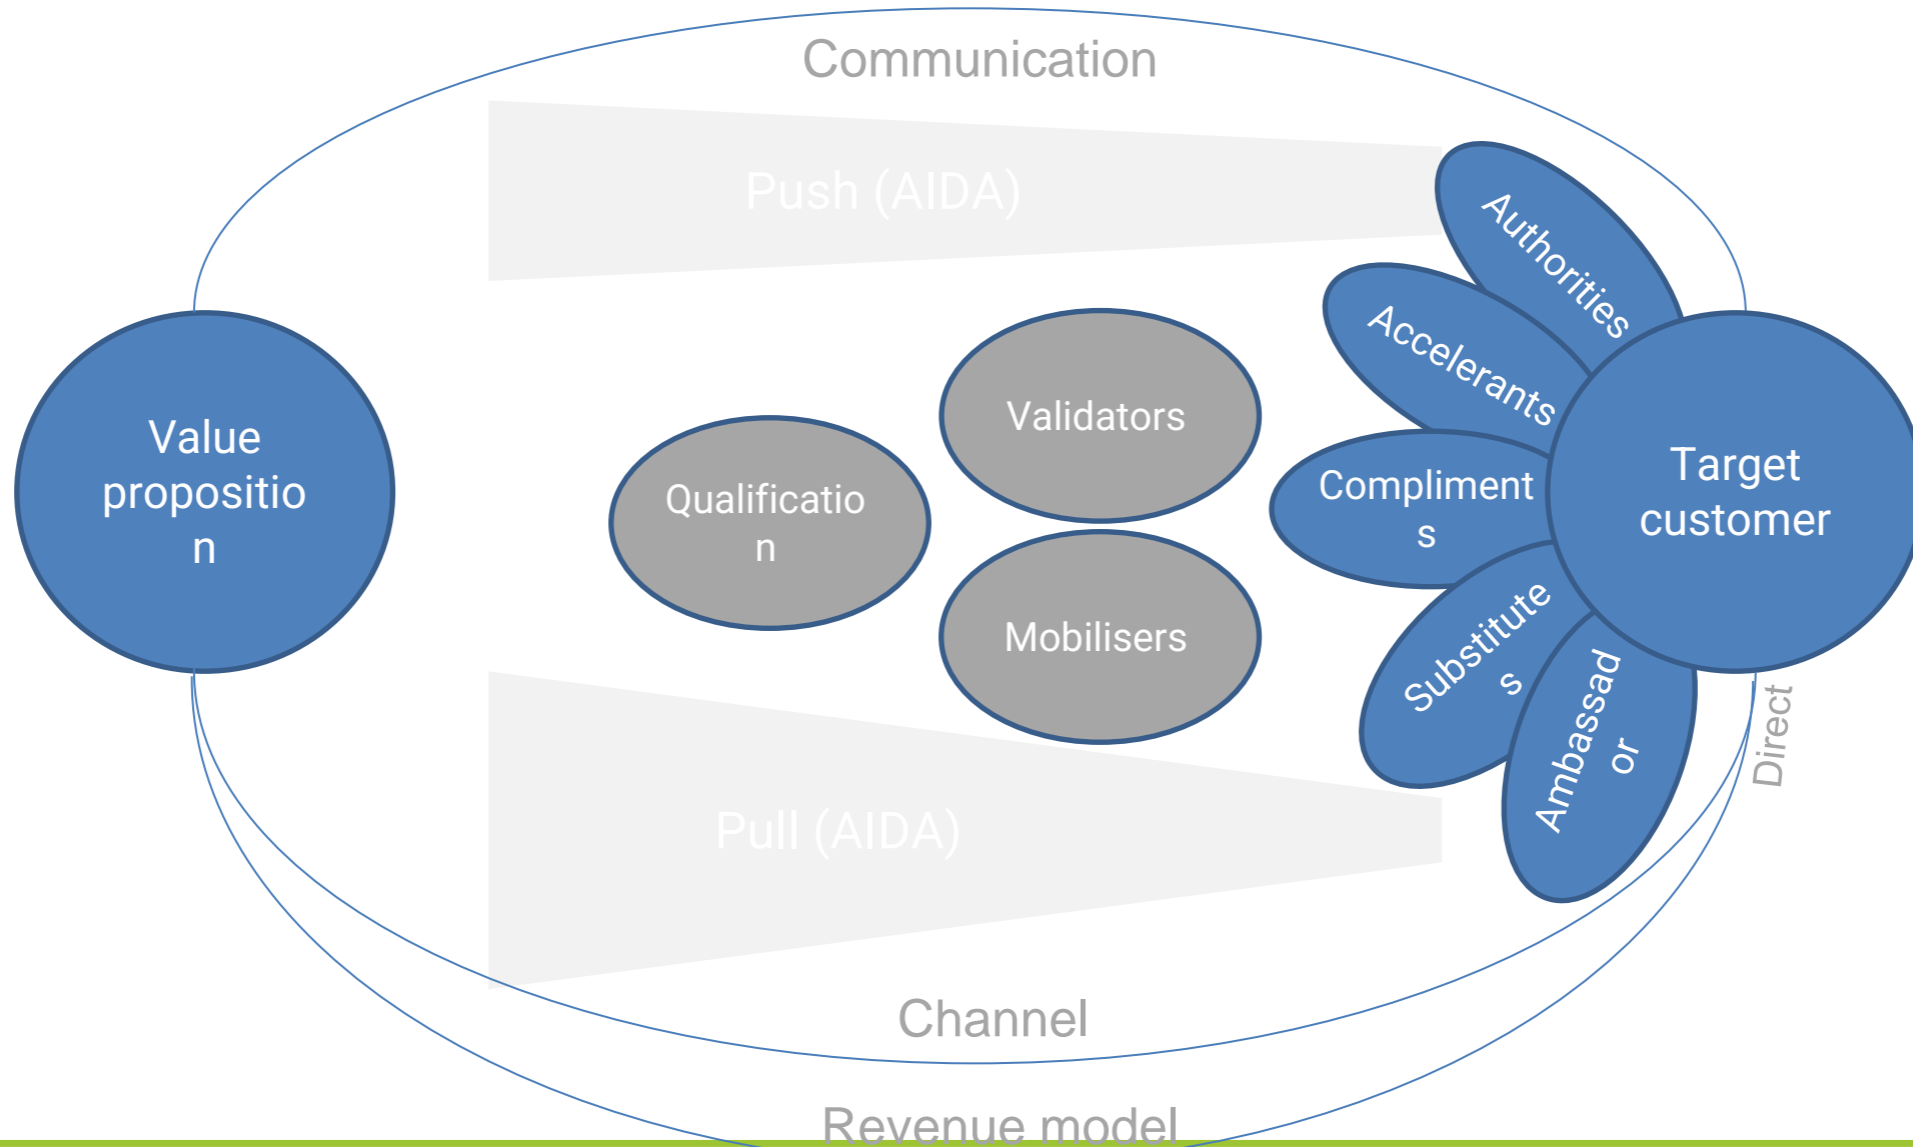 Communication
Push (AIDA)
Authorities
Accelerants
Validators
Value
propositio
n
Qualificatio
n
Compliment
s
Target
customer
Mobilisers
Substitute
s
Ambassad
or
Direct
Pull (AIDA)
Channel
Revenue model